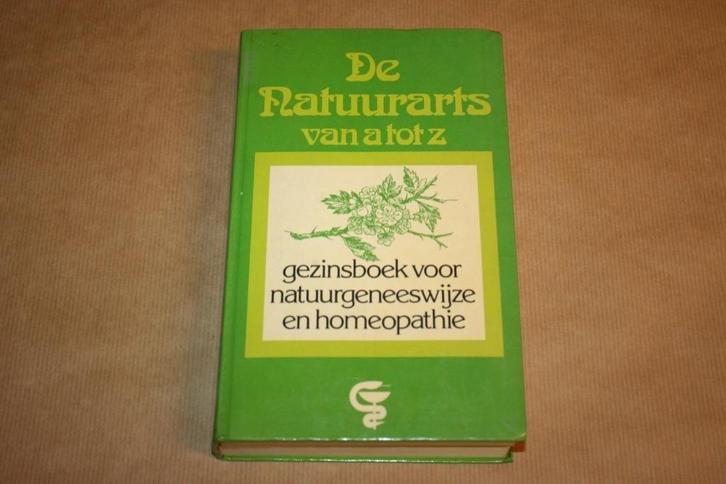 De
Natuurarts
van a tot z
gezinsboek voor
natuurgeneeswijze
en homeopathie